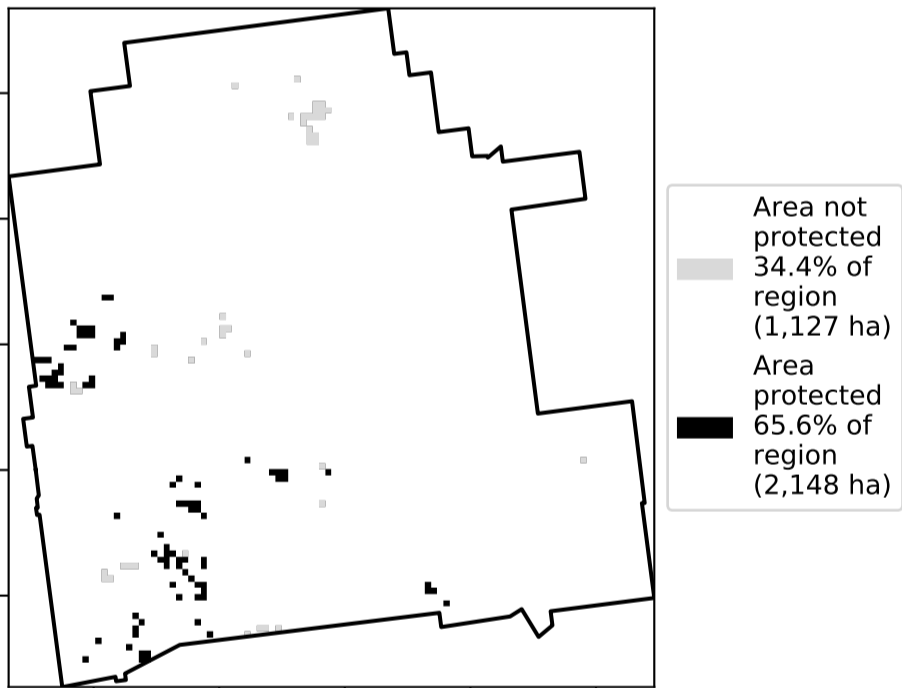 Area not
protected
34.4% of
region
(1,127 ha)
Area
protected
65.6% of
region
(2,148 ha)